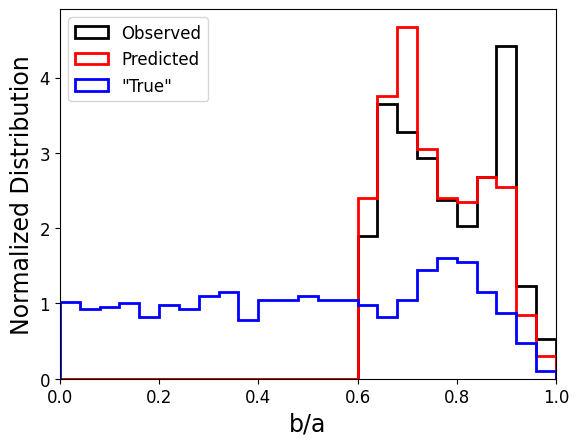 Observed
Predicted
"True"
Normalized Distribution
4
3
2
1
0
0.0 0.2 0.4 0.6 0.8 1.0
b/a